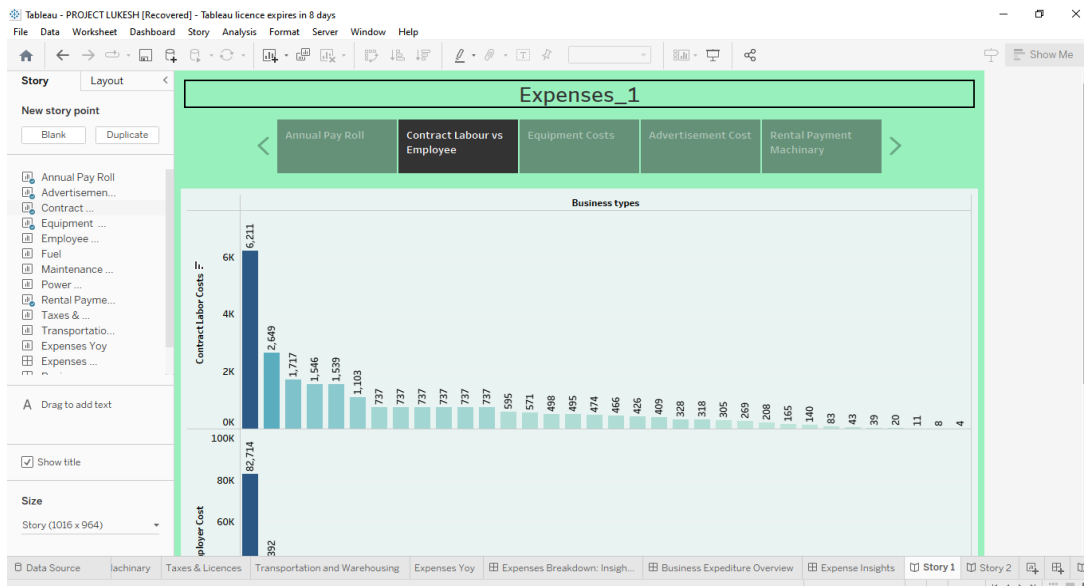 Tableau - PROJECT LUKESH [Recovered] - Tableau licence expires in 8 days
File Data Worksheet Dashboard Story Analysis Format Server Window Help
Show Me
Story Layout
New story point
Blank Duplicate
Annual Pay Roll
Advertisemen...
Contract ...
Equipment ...
Employee ...
Fuel
Maintenance ...
Power ...
Rental Payme...
Taxes & ...
Transportatio...
Expenses Yoy
Expenses ...
A Drag to add text
Show title
Size
Story (1016 x 964)
Expenses_1
Annual Pay Roll
Contract Labour vs
Employee
Equipment Costs
Advertisement Cost
Rental Payment
Machinary
Business types
Contract Labor Costs
6K
4K
2K
0K
6,211
2,649
1,717
1,546
1,539
1,103
737
737
737
737
737
737
595
571
498
495
474
466
426
409
328
318
305
269
208
165
140
83
43
39
20
11
8
4
ployer Cost
100K
80K
60K
82,714
392
Data Source lachinary Taxes & Licences Transportation and Warehousing Expenses Yoy Expenses Breakdown: Insigh... Business Expediture Overview Expense Insights Story 1 Story 2